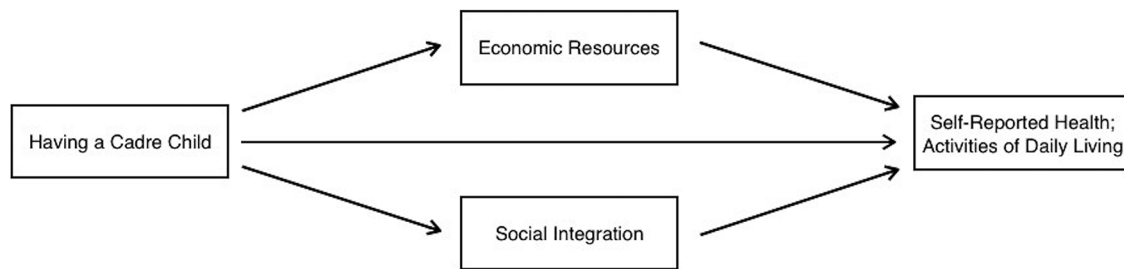 Economic Resources
Having a Cadre Child
Self-Reported Health;
Activities of Daily Living
Social Integration